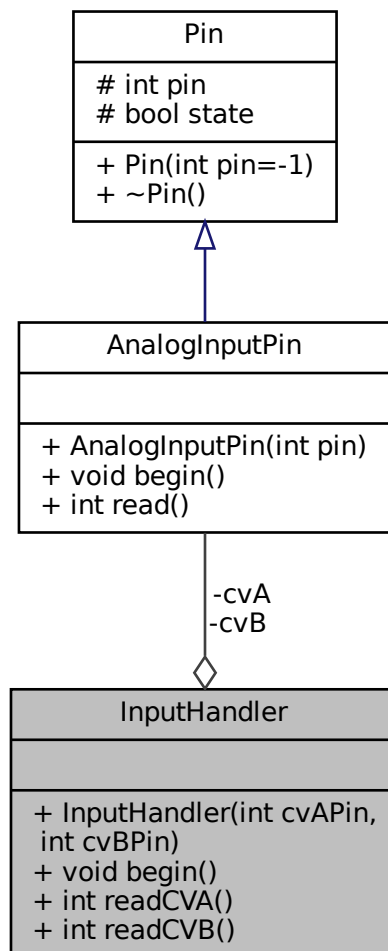 Pin
# int pin
# bool state
+ Pin(int pin=-1)
+ ~Pin()
AnalogInputPin
+ AnalogInputPin(int pin)
+ void begin()
+ int read()
-cvA
-cvB
InputHandler
+ InputHandler(int cvAPin,
int cvBPin)
+ void begin()
+ int readCVA()
+ int readCVB()